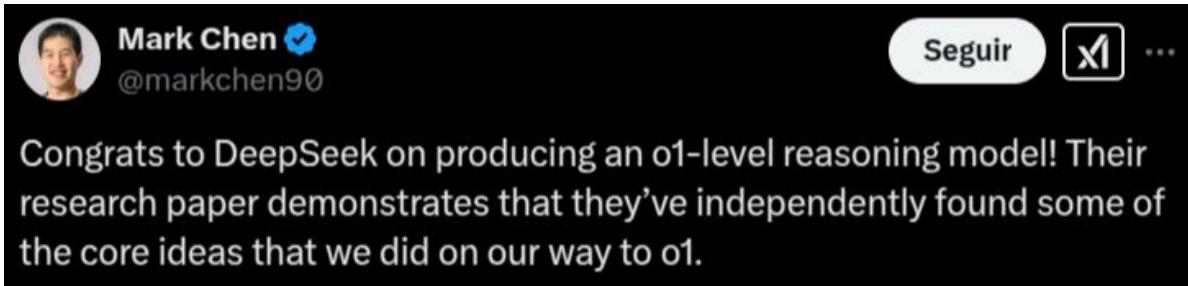 Mark Chen
@markchen90
Seguir
Congrats to DeepSeek on producing an o1-level reasoning model! Their
research paper demonstrates that they’ve independently found some of
the core ideas that we did on our way to o1.